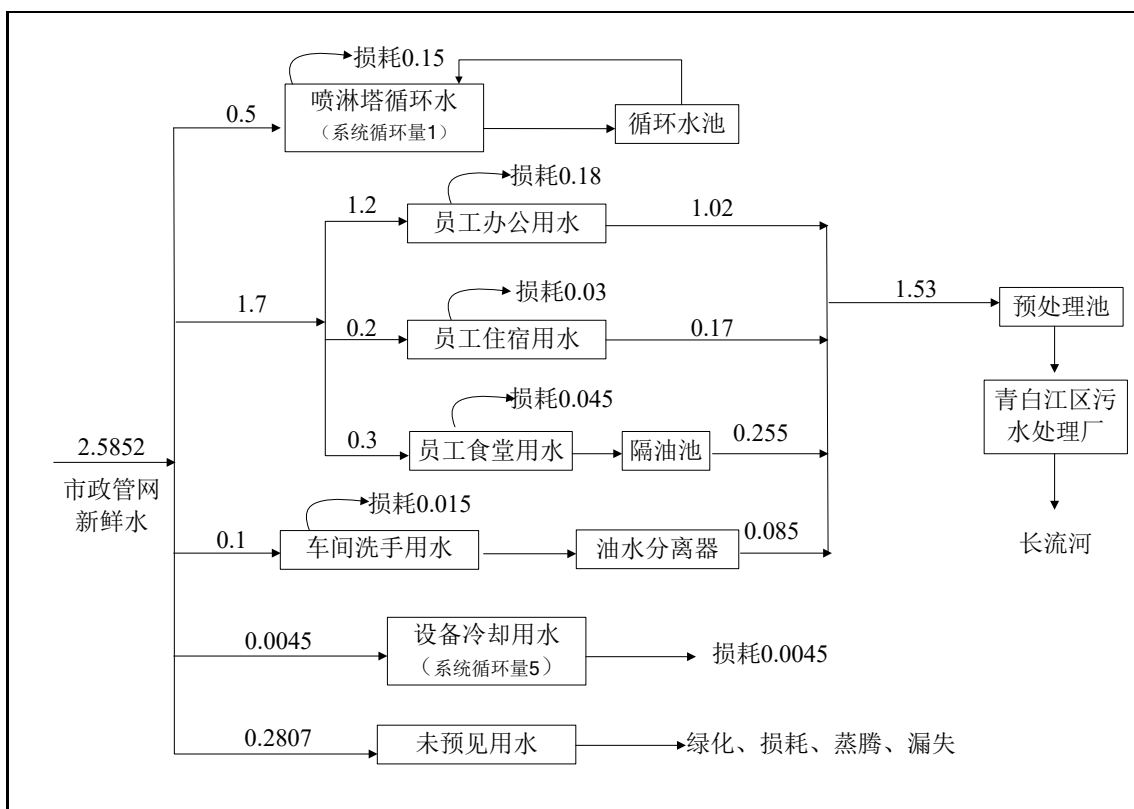 损耗0.15
0.5
喷淋塔循环水
（系统循环量1）
循环水池
损耗0.18
1.2
员工办公用水
1.02
损耗0.03
1.7
0.2
员工住宿用水
0.17
1.53
预处理池
损耗0.045
0.3
员工食堂用水
隔油池
0.255
青白江区污
水处理厂
2.5852
市政管网
新鲜水
损耗0.015
0.1
车间洗手用水
油水分离器
0.085
长流河
0.0045
设备冷却用水
（系统循环量5）
损耗0.0045
0.2807
未预见用水
绿化、损耗、蒸腾、漏失